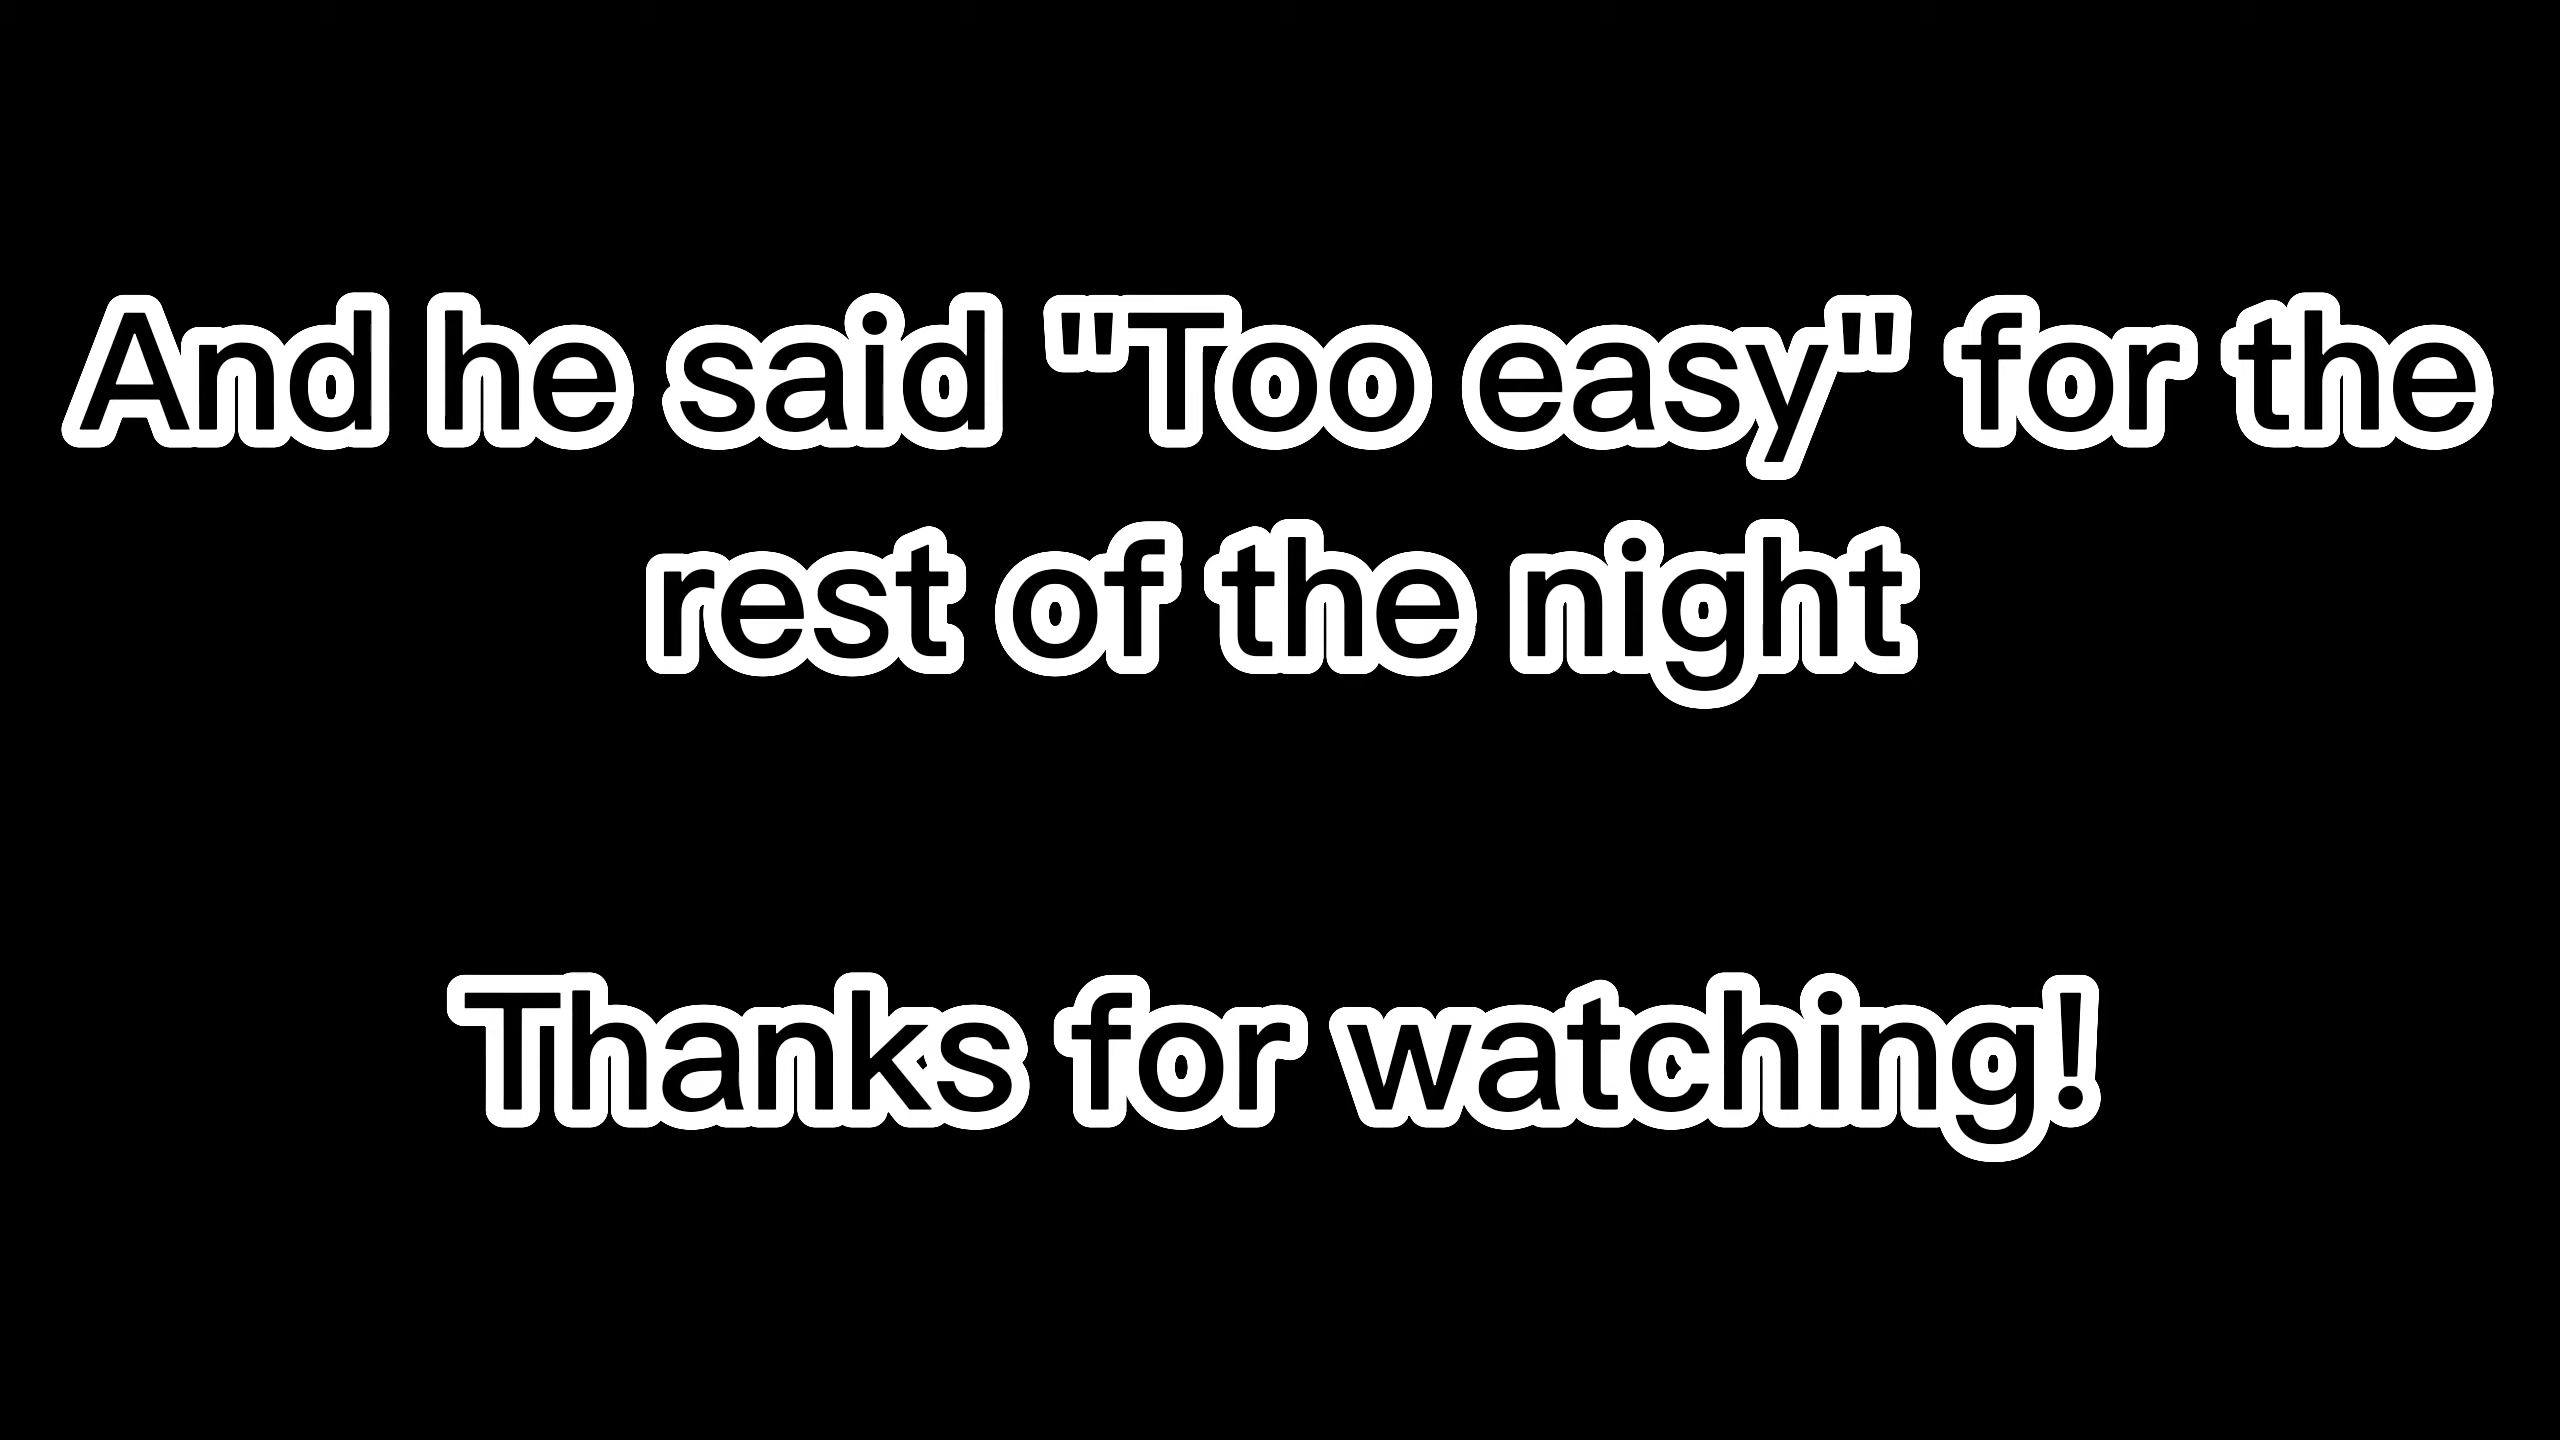 And he said "Too easy" for the
rest of the night
Thanks for watching!